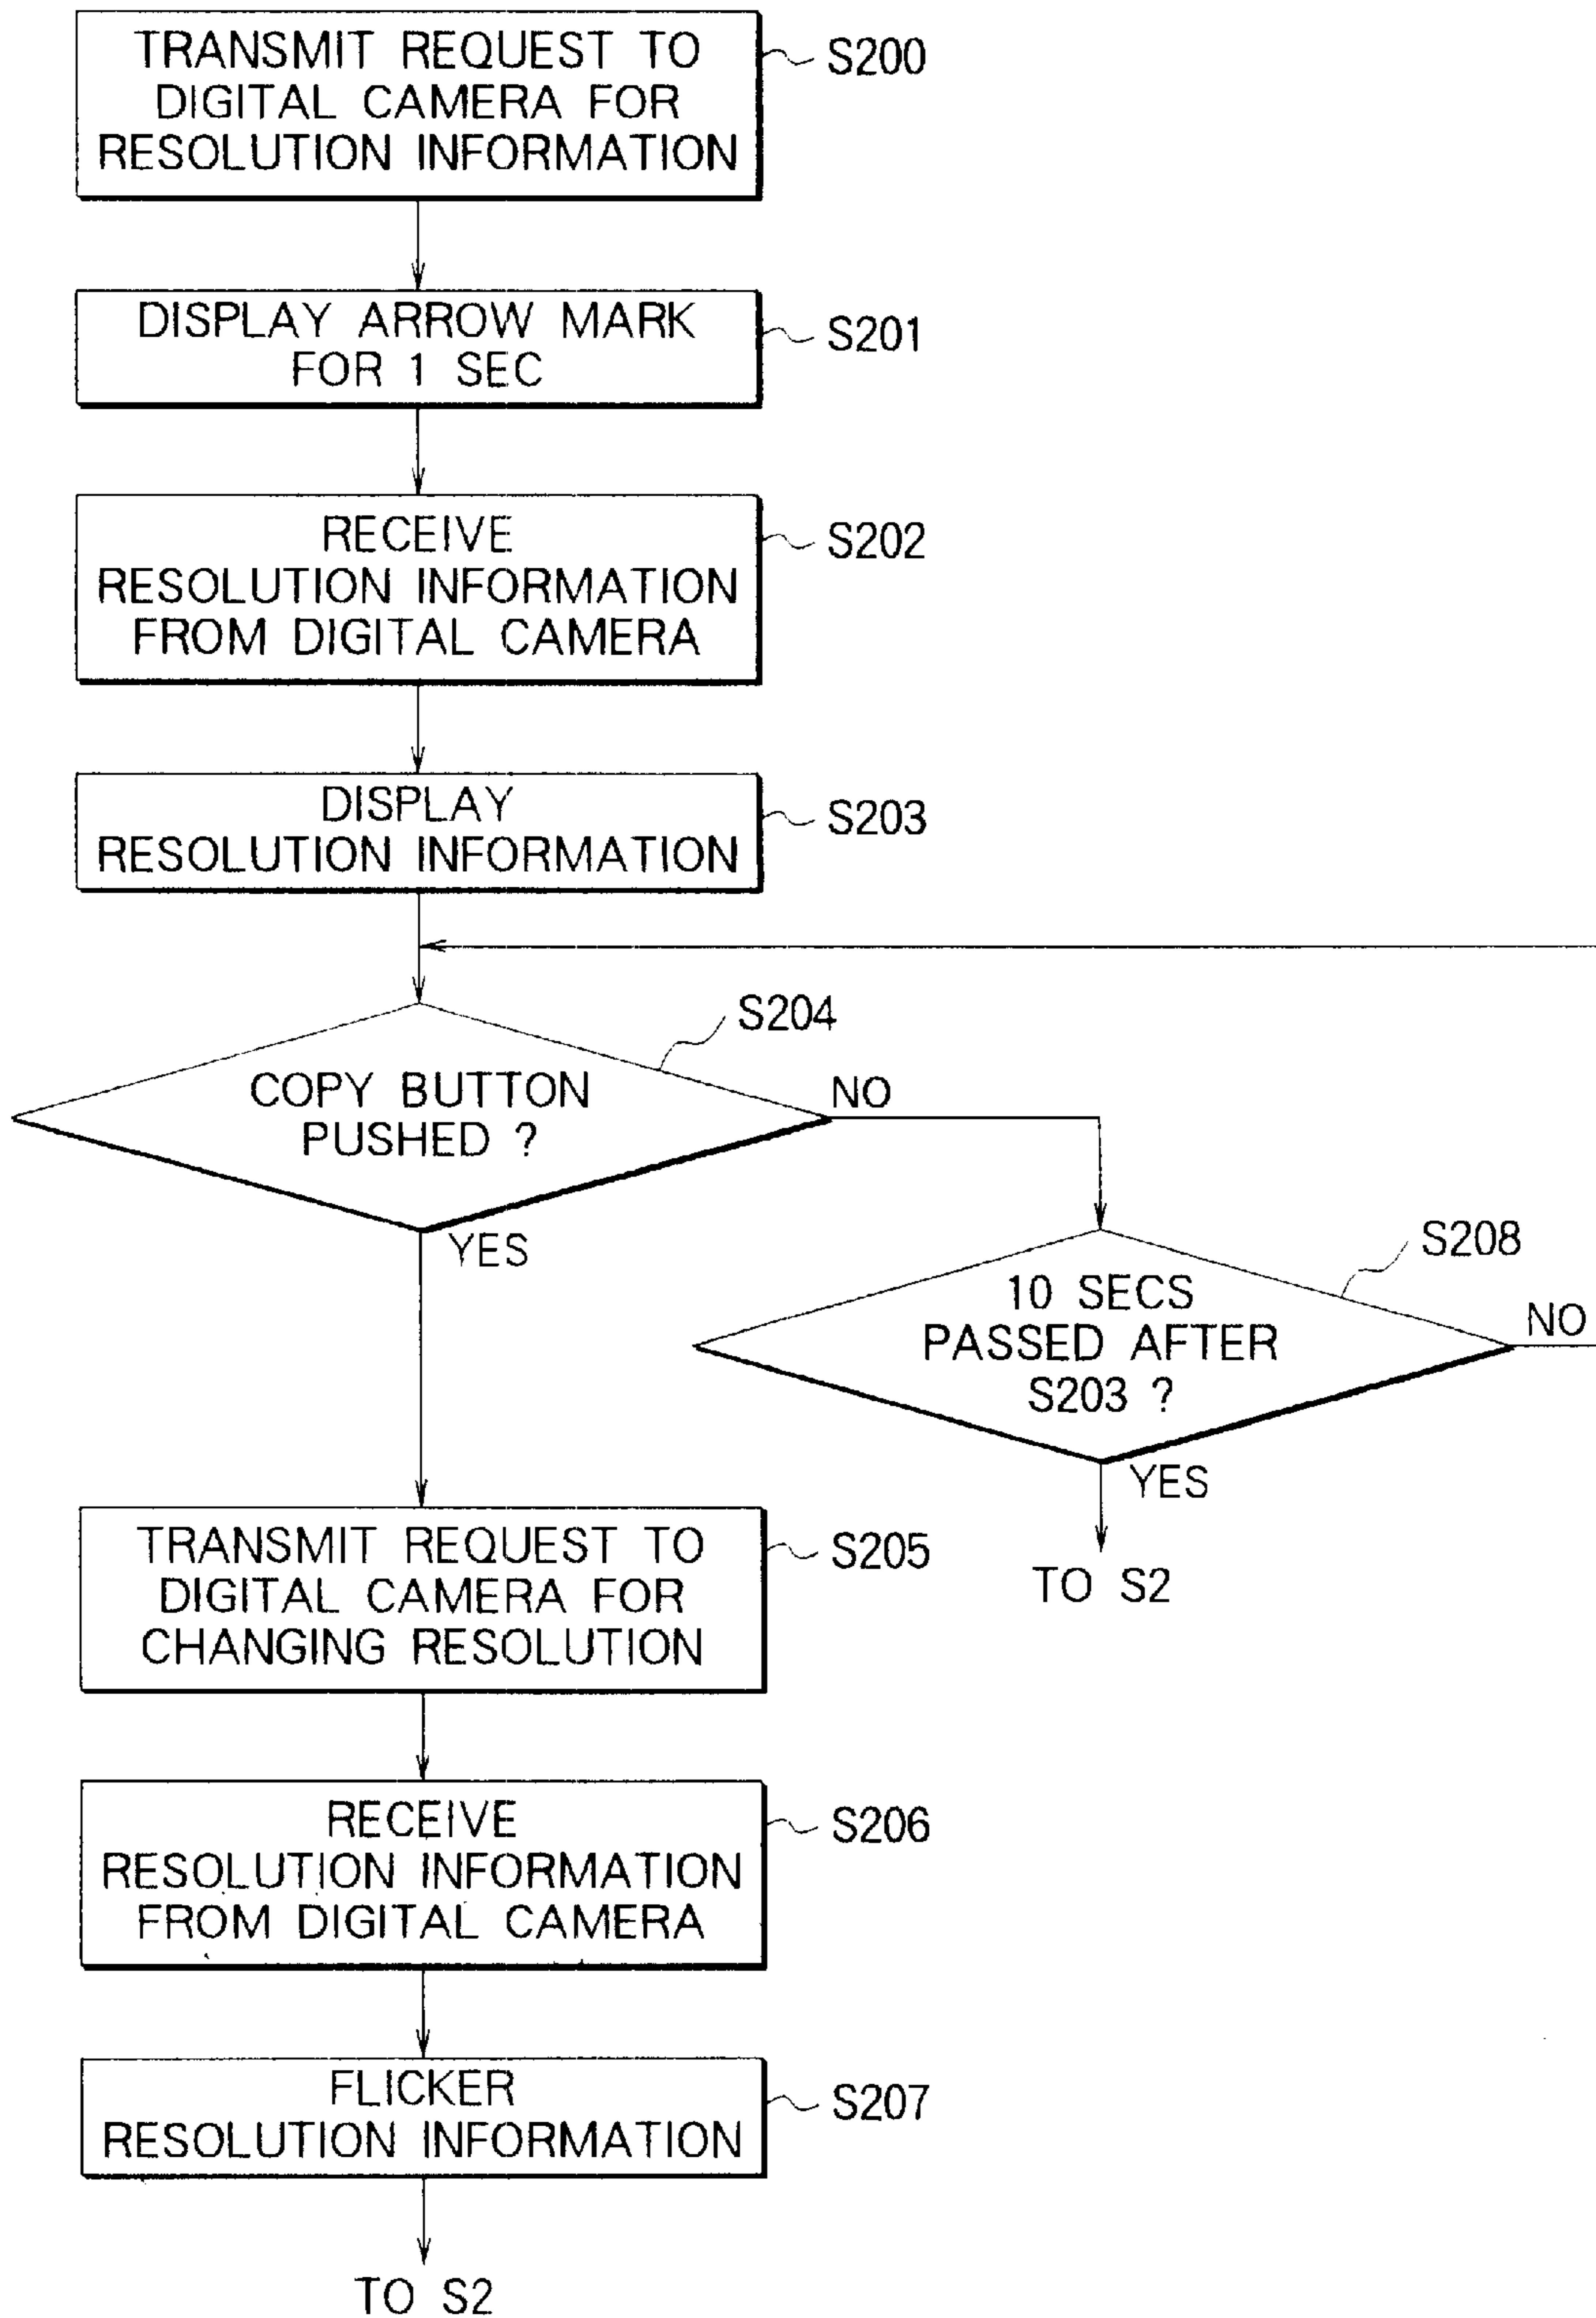 TRANSMIT REQUEST TO
DIGITAL CAMERA FOR
RESOLUTION INFORMATION
S200
DISPLAY ARROW MARK
FOR 1 SEC
S201
RECEIVE
RESOLUTION INFORMATION
FROM DIGITAL CAMERA
S202
DISPLAY
RESOLUTION INFORMATION
S203
S204
COPY BUTTON
PUSHED ?
NO
YES
S208
10 SECS
PASSED AFTER
S203 ?
NO
YES
TO S2
TRANSMIT REQUEST TO
DIGITAL CAMERA FOR
CHANGING RESOLUTION
S205
RECEIVE
RESOLUTION INFORMATION
FROM DIGITAL CAMERA
S206
FLICKER
RESOLUTION INFORMATION
S207
TO S2